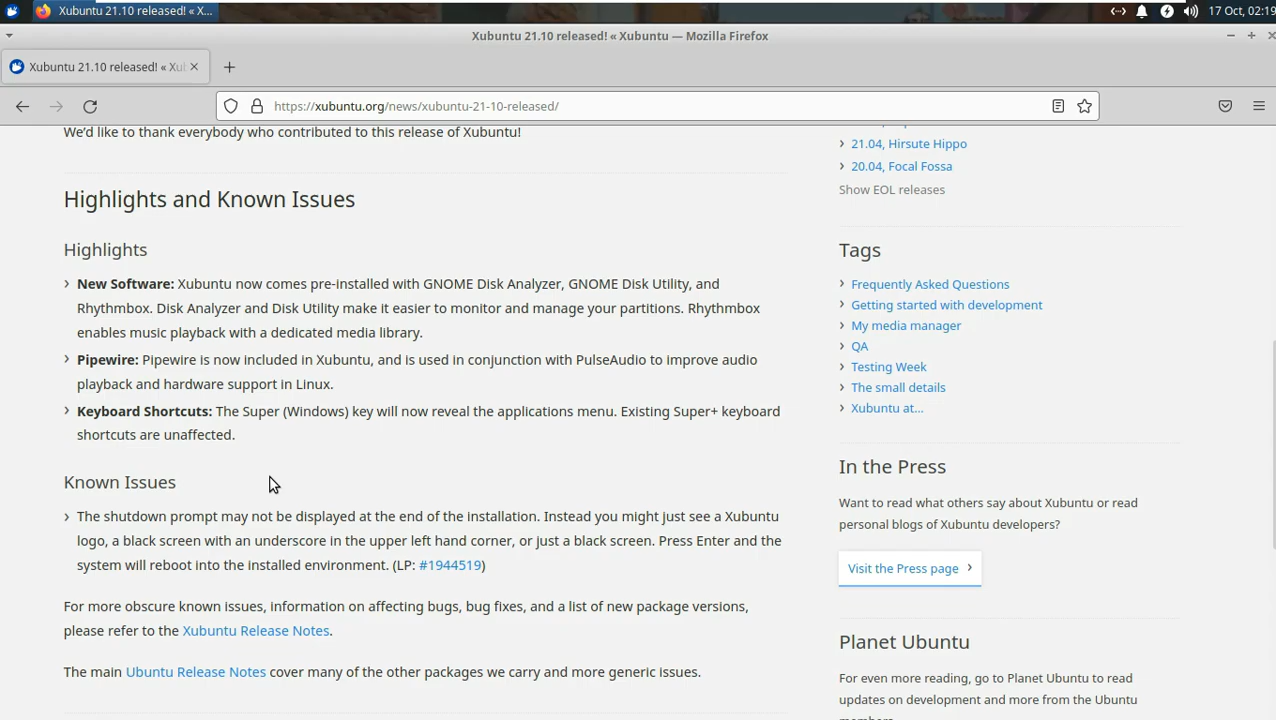 Xubuntu 21.10 released! « X...
17 Oct, 02:19
Xubuntu 21.10 released! « Xubuntu — Mozilla Firefox
Xubuntu 21.10 released! « Xub
https://xubuntu.org/news/xubuntu-21-10-released/
We'd like to thank everybody who contributed to this release of Xubuntu!
Highlights and Known Issues
Highlights
New Software: Xubuntu now comes pre-installed with GNOME Disk Analyzer, GNOME Disk Utility, and
Rhythmbox. Disk Analyzer and Disk Utility make it easier to monitor and manage your partitions. Rhythmbox
enables music playback with a dedicated media library.
Pipewire: Pipewire is now included in Xubuntu, and is used in conjunction with PulseAudio to improve audio
playback and hardware support in Linux.
Keyboard Shortcuts: The Super (Windows) key will now reveal the applications menu. Existing Super+ keyboard
shortcuts are unaffected.
Known Issues
The shutdown prompt may not be displayed at the end of the installation. Instead you might just see a Xubuntu
logo, a black screen with an underscore in the upper left hand corner, or just a black screen. Press Enter and the
system will reboot into the installed environment. (LP: #1944519)
For more obscure known issues, information on affecting bugs, bug fixes, and a list of new package versions,
please refer to the Xubuntu Release Notes.
The main Ubuntu Release Notes cover many of the other packages we carry and more generic issues.
21.04, Hirsute Hippo
20.04, Focal Fossa
Show EOL releases
Tags
Frequently Asked Questions
Getting started with development
My media manager
QA
Testing Week
The small details
Xubuntu at...
In the Press
Want to read what others say about Xubuntu or read
personal blogs of Xubuntu developers?
Visit the Press page
Planet Ubuntu
For even more reading, go to Planet Ubuntu to read
updates on development and more from the Ubuntu